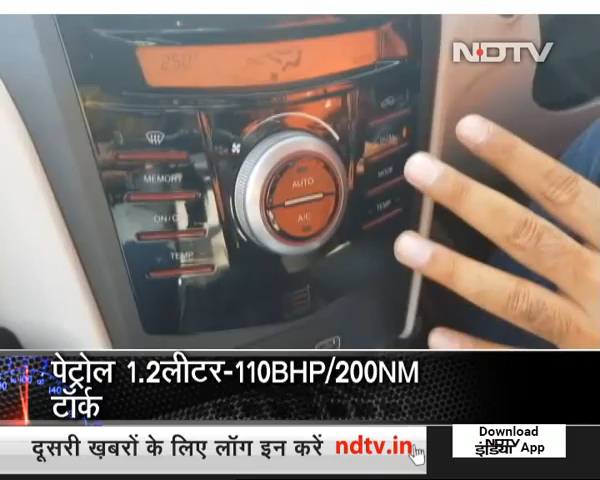 NDTV
250
AUTO
A/C
MEMORY
ON/O
TEMP
MODE
TEMP
पेट्रोल 1.2लीटर-110BHP/200NM
टॉर्क
दूसरी ख़बरों के लिए लॉग इन करें ndtv.in
Download
NDTV
इंडिया App